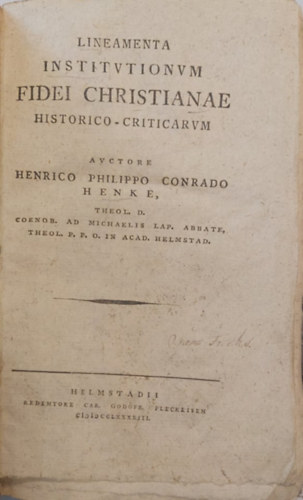 LINEAMENTA
INSTITVTIONVM
FIDEI CHRISTIANAE
HISTORICO-CRITICARVM
AVCTORE
HENRICO PHILIPPO CONRADO
HENKE,
THEOL. D.
COENOB. AD MICHAELIS LAP. ABBATE,
THEOL. P. P. O. IN ACAD. HELMSTAD.
HELMSTADII
REDEMTORE CAR. GODOFR. FLECKEISEN